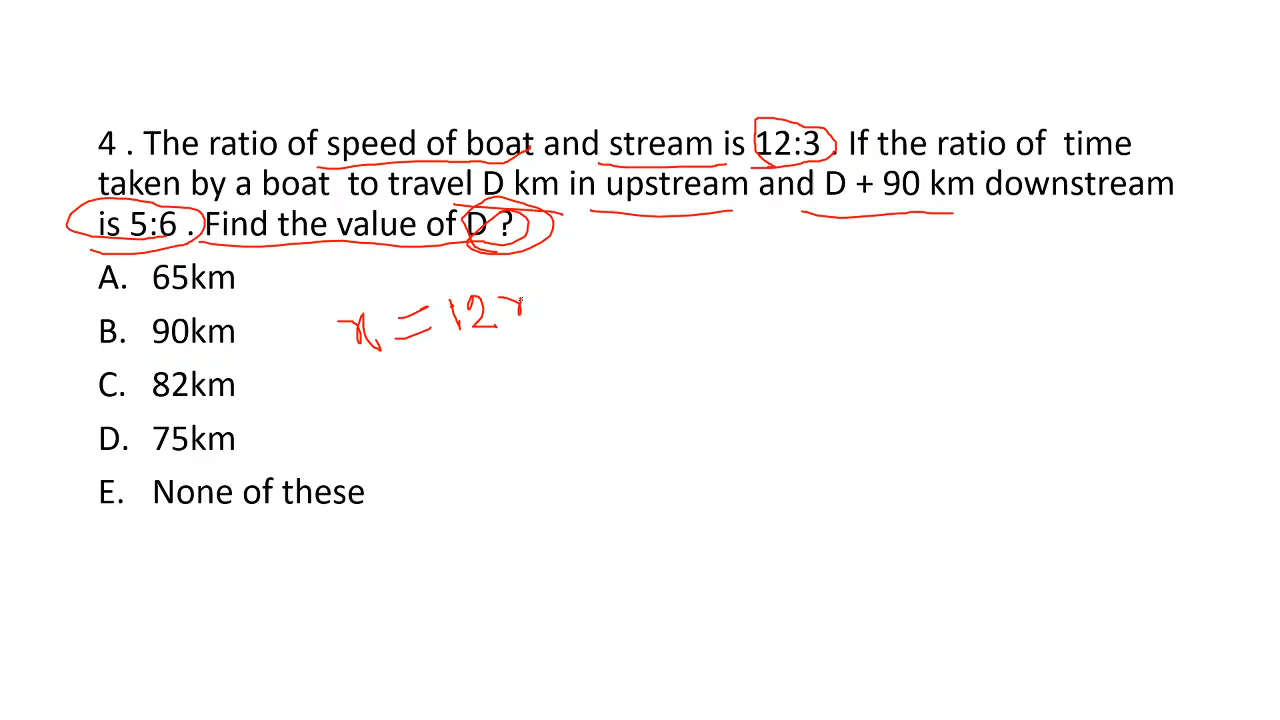 4 . The ratio of speed of boat and stream is 12:3 . If the ratio of  time
taken by a boat  to travel D km in upstream and D + 90 km downstream
is 5:6 . Find the value of D ?
A. 65km
x = 12x
B. 90km
C. 82km
D. 75km
E. None of these